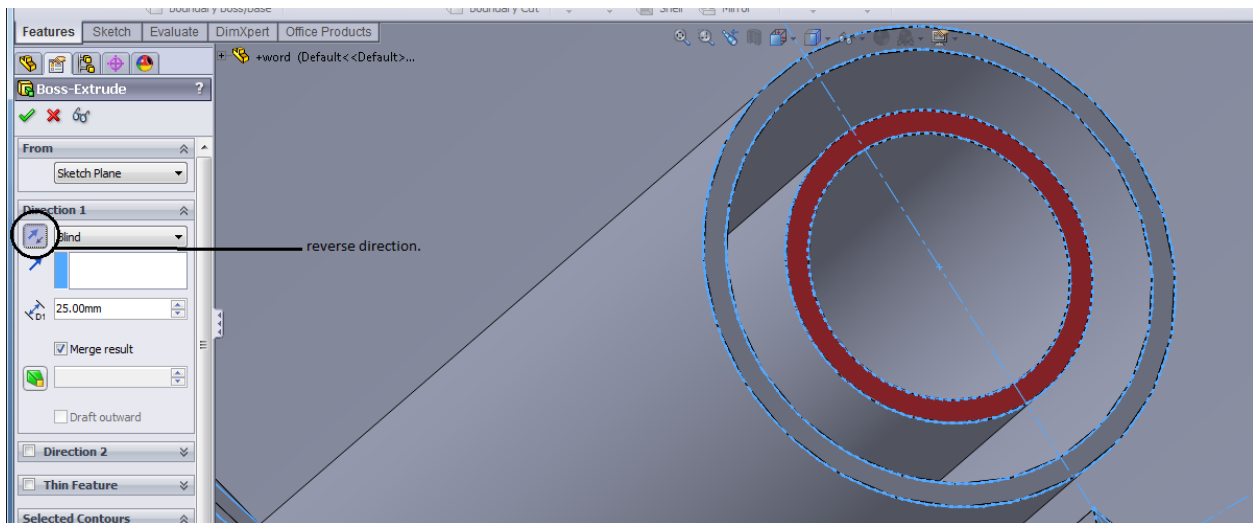 Boundary Boss/Base
Boundary Cut
Shell
Mirror
Features Sketch Evaluate DimXpert Office Products
+word (Default<<Default>...
Boss-Extrude ?
From
Sketch Plane
Direction 1
Blind
reverse direction.
D1 25.00mm
Merge result
Draft outward
Direction 2
Thin Feature
Selected Contours